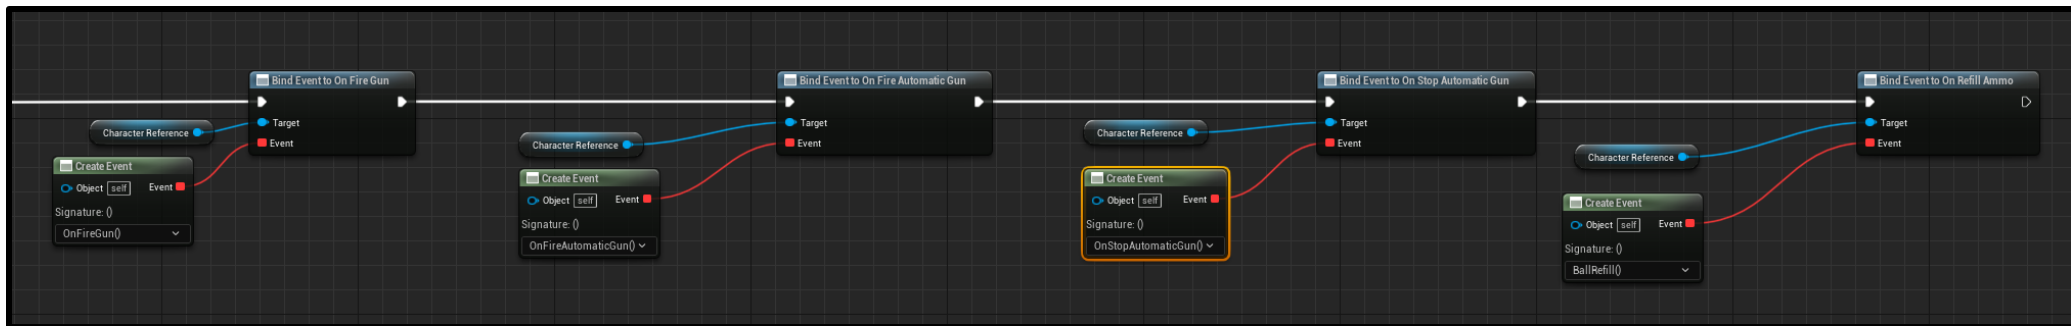 Bind Event to On Fire Gun
Target
Event
Character Reference
Create Event
Object self Event
Signature: ()
OnFireGun()
Bind Event to On Fire Automatic Gun
Target
Event
Character Reference
Create Event
Object self Event
Signature: ()
OnFireAutomaticGun()
Bind Event to On Stop Automatic Gun
Target
Event
Character Reference
Create Event
Object self Event
Signature: ()
OnStopAutomaticGun()
Bind Event to On Refill Ammo
Target
Event
Character Reference
Create Event
Object self Event
Signature: ()
BallRefill()